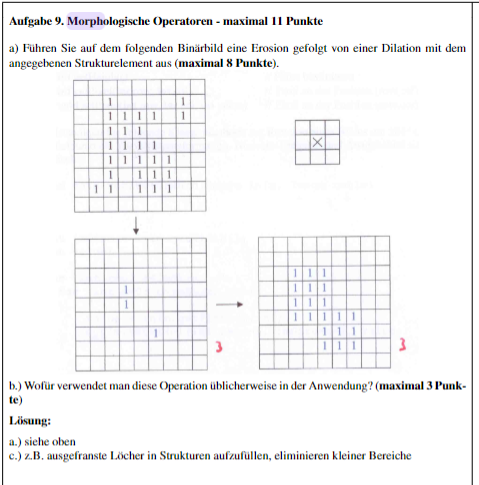 Aufgabe 9. Morphologische Operatoren - maximal 11 Punkte
a) Führen Sie auf dem folgenden Binärbild eine Erosion gefolgt von einer Dilation mit dem
angegebenen Strukturelement aus (maximal 8 Punkte).
1 1
1 1 1 1 1
1 1 1
1 1 1 1
1 1 1 1 1
1 1 1 1
1 1 1 1 1
1
1
1
3
1 1 1
1 1 1
1 1 1
1 1 1 1 1
1 1 1
1 1 1
3
b.) Wofür verwendet man diese Operation üblicherweise in der Anwendung? (maximal 3 Punk-
te)
Lösung:
a.) siehe oben
c.) z.B. ausgefranste Löcher in Strukturen aufzufüllen, eliminieren kleiner Bereiche